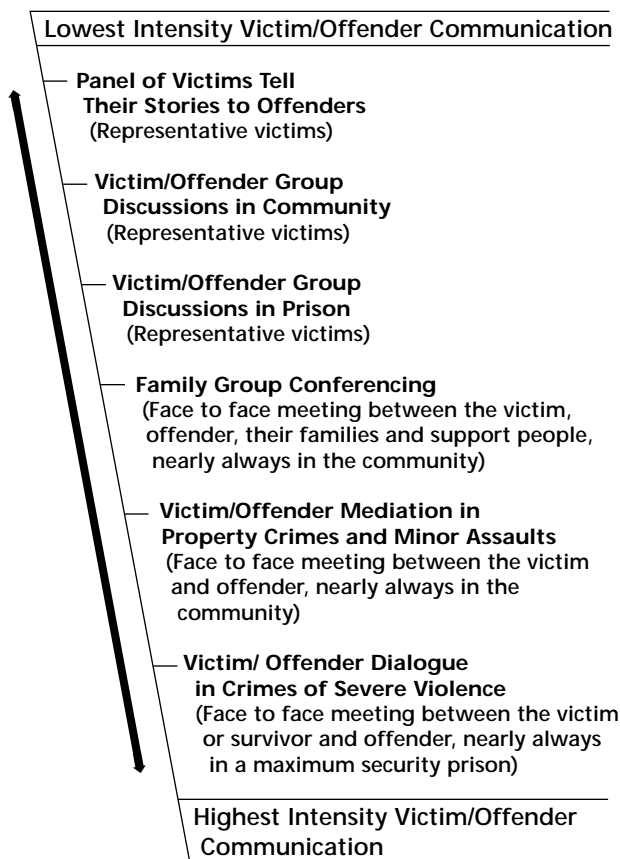 Lowest Intensity Victim/Offender Communication
Panel of Victims Tell
Their Stories to Offenders
(Representative victims)
Victim/Offender Group
Discussions in Community
(Representative victims)
Victim/Offender Group
Discussions in Prison
(Representative victims)
Family Group Conferencing
(Face to face meeting between the victim,
offender, their families and support people,
nearly always in the community)
Victim/Offender Mediation in
Property Crimes and Minor Assaults
(Face to face meeting between the victim
and offender, nearly always in the
community)
Victim/ Offender Dialogue
in Crimes of Severe Violence
(Face to face meeting between the victim
or survivor and offender, nearly always
in a maximum security prison)
Highest Intensity Victim/Offender
Communication